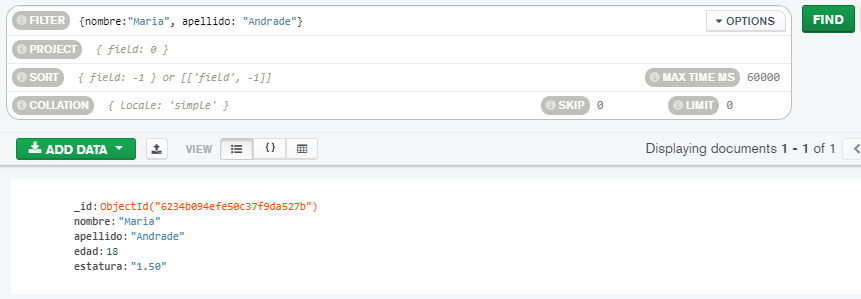 FILTER {nombre:"Maria", apellido: "Andrade"} OPTIONS FIND
PROJECT { field: 0 }
SORT { field: -1 } or [['field', -1]] MAX TIME MS 60000
COLLATION { locale: 'simple' } SKIP 0 LIMIT 0
ADD DATA VIEW {} Displaying documents 1 - 1 of 1
_id: ObjectId("6234b094efe50c37f9da527b")
nombre: "Maria"
apellido: "Andrade"
edad: 18
estatura: "1.50"